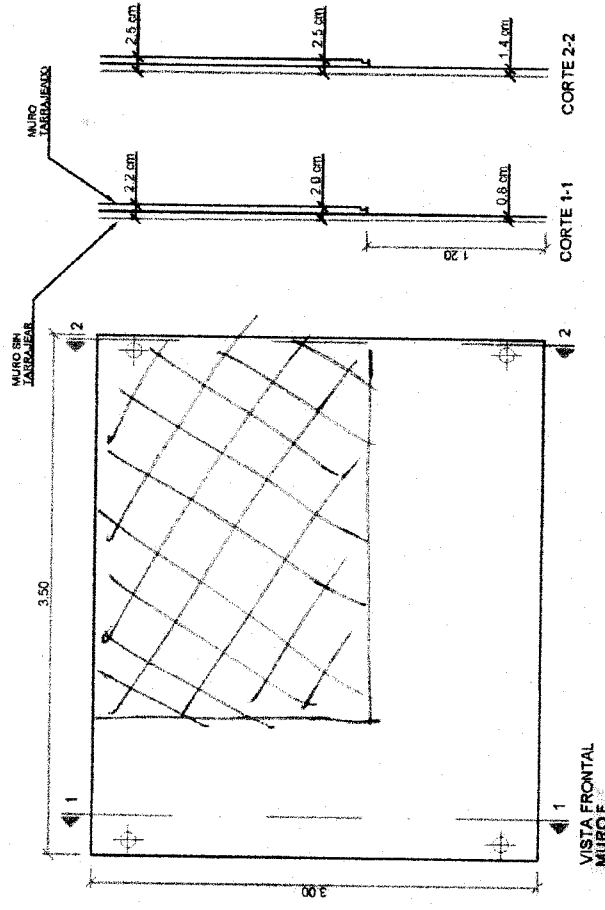 3.50
2
1
3.00
2
1
VISTA FRONTAL
MURO
MURO SIN
TARRAJEAR
MURO
TARRAJEADO
2.2 cm
2.0 cm
0.8 cm
1.20
CORTE 1-1
2.5 cm
2.5 cm
1.4 cm
CORTE 2-2